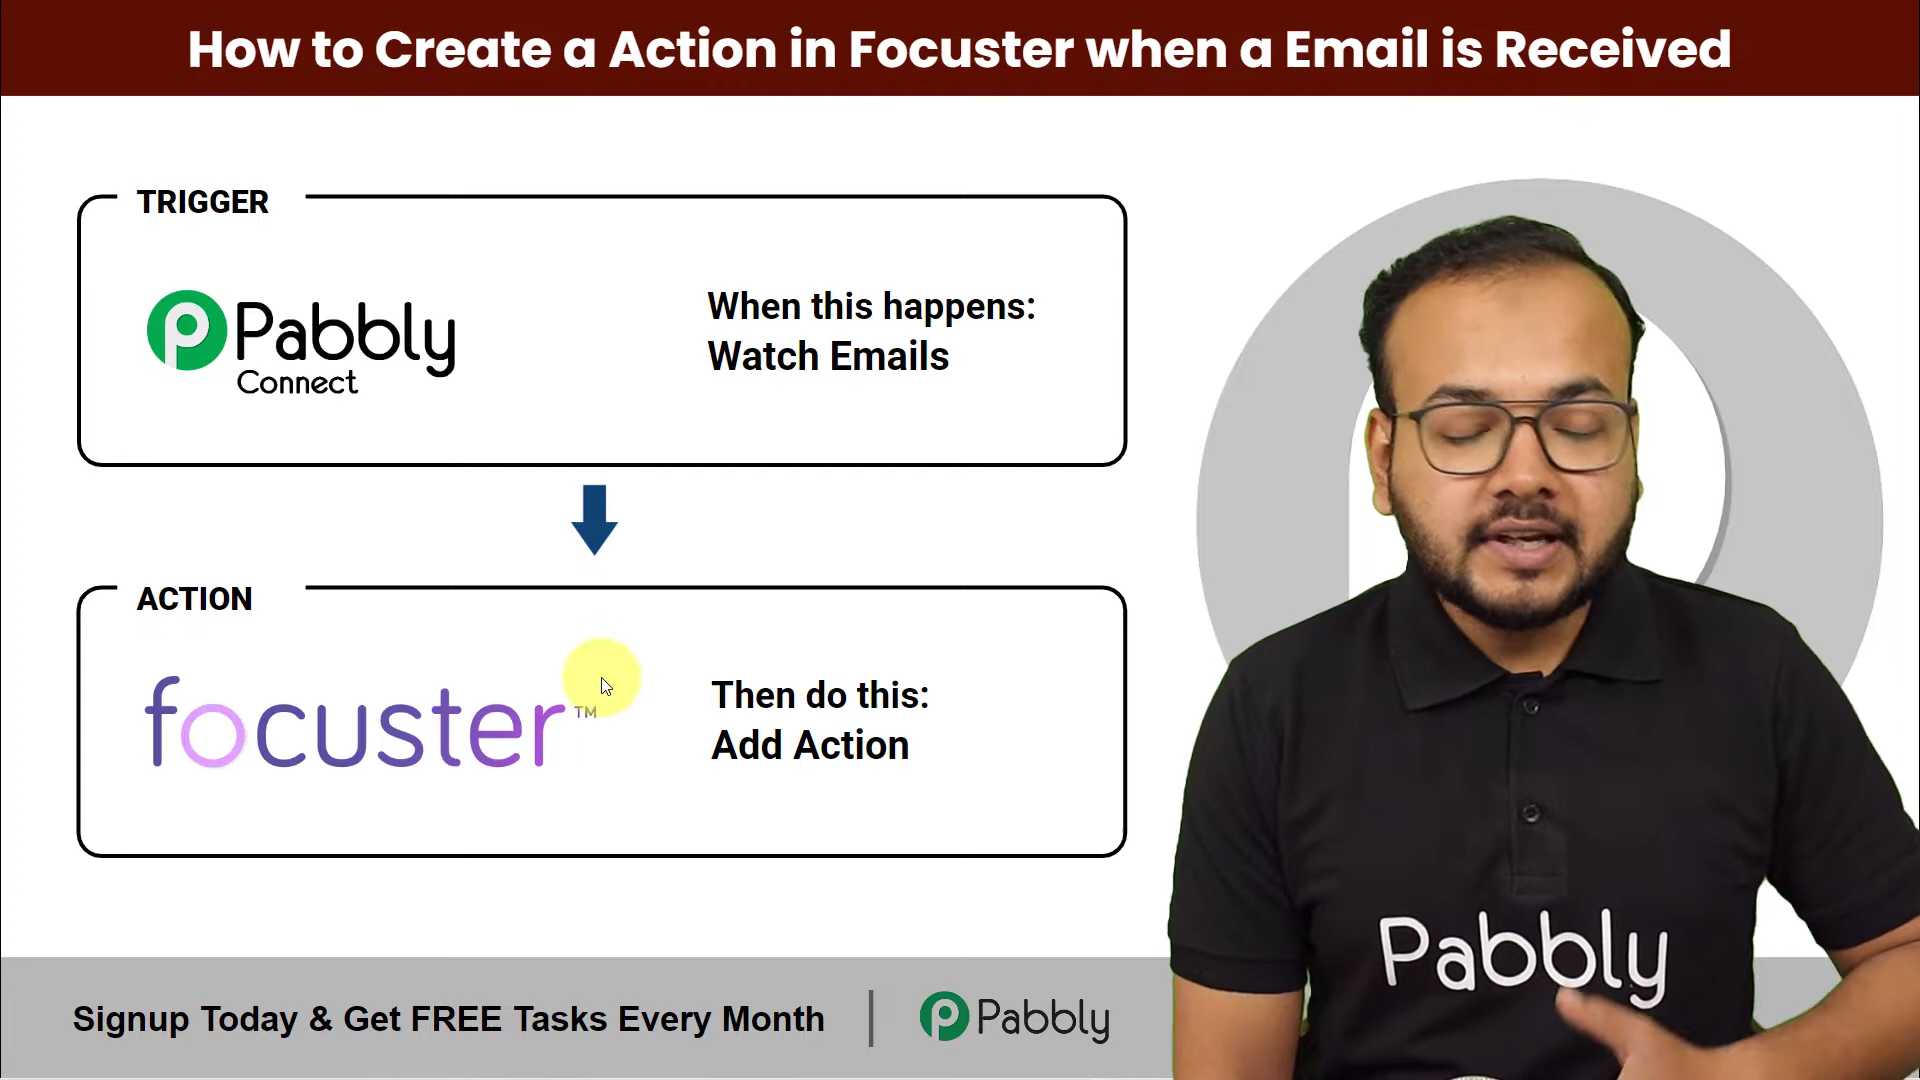 How to Create a Action in Focuster when a Email is Received
TRIGGER
Pabbly
Connect
When this happens:
Watch Emails
ACTION
focuster™
Then do this:
Add Action
Pabbly
Signup Today & Get FREE Tasks Every Month
Pabbly